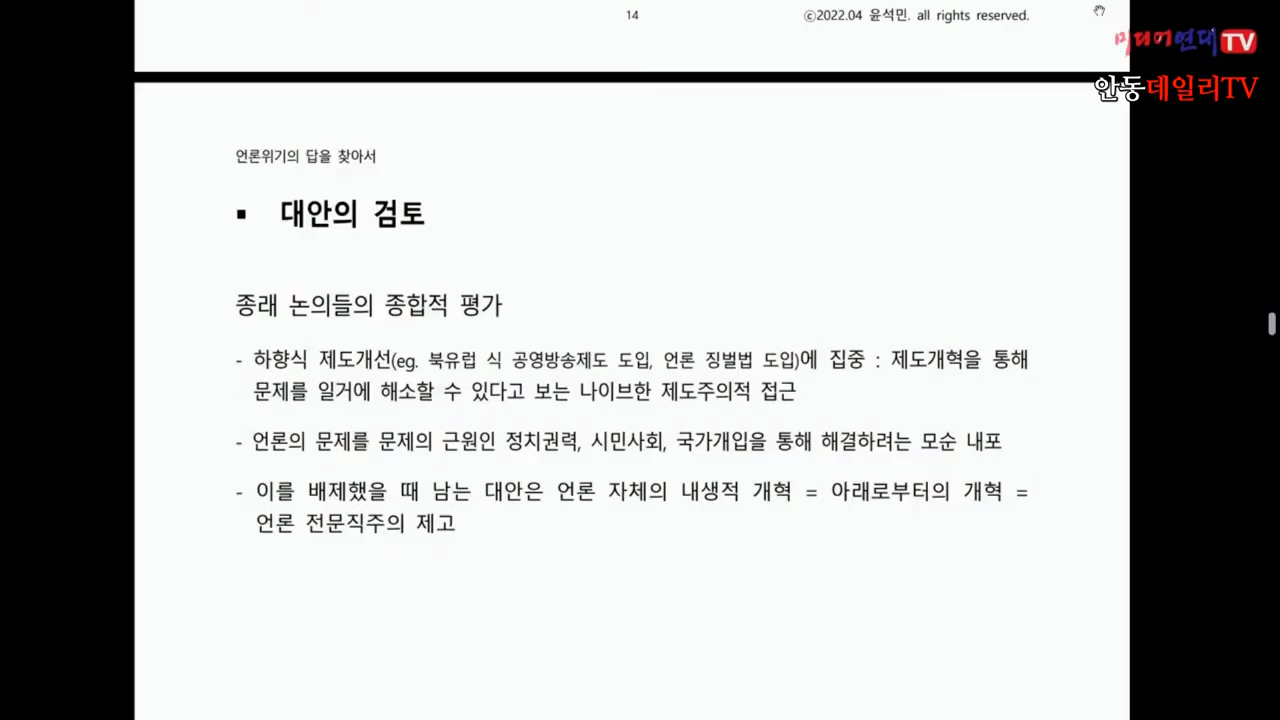 14
ⓒ2022.04 윤석민. all rights reserved.
미디어연대 TV
안동데일리TV
언론위기의 답을 찾아서
▪ 대안의 검토
종래 논의들의 종합적 평가
- 하향식 제도개선(eg. 북유럽 식 공영방송제도 도입, 언론 징벌법 도입)에 집중 : 제도개혁을 통해
문제를 일거에 해소할 수 있다고 보는 나이브한 제도주의적 접근
- 언론의 문제를 문제의 근원인 정치권력, 시민사회, 국가개입을 통해 해결하려는 모순 내포
- 이를 배제했을 때 남는 대안은 언론 자체의 내생적 개혁 = 아래로부터의 개혁 =
언론 전문직주의 제고